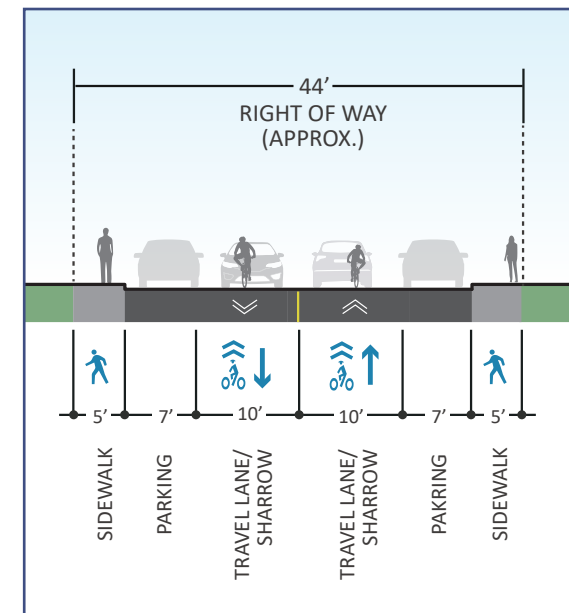 44’
RIGHT OF WAY
(APPROX.)
5’ 7’ 10’ 10’ 7’ 5’
SIDEWALK
PARKING
TRAVEL LANE/
SHARROW
TRAVEL LANE/
SHARROW
PAKRING
SIDEWALK